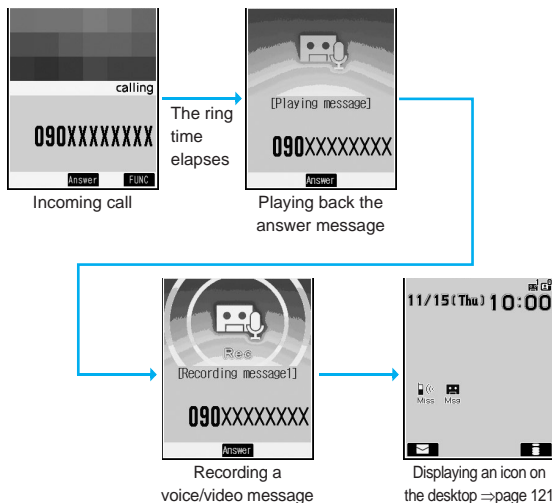 calling
090XXXXXXXX
Answer FUNC
Incoming call
The ring
time
elapses
[Playing message]
090XXXXXXXX
Answer
Playing back the
answer message
Rec
[Recording message1]
090XXXXXXXX
Answer
Recording a
voice/video message
11/15(Thu) 10:00
Miss Msg
Displaying an icon on
the desktop ⇒page 121